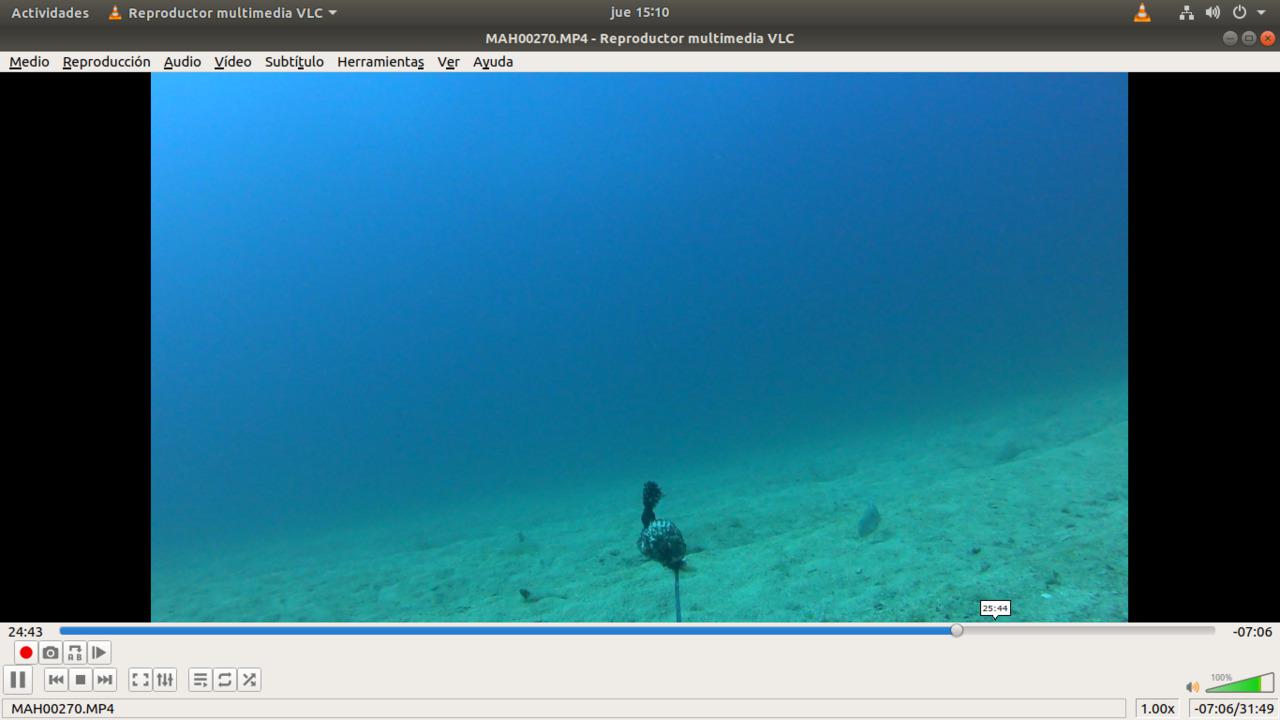 Actividades Reproductor multimedia VLC jue 15:10
MAH00270.MP4 - Reproductor multimedia VLC
Medio Reproducción Audio Vídeo Subtítulo Herramientas Ver Ayuda
25:44
24:43 -07:06
A B
100%
MAH00270.MP4 1.00x -07:06/31:49